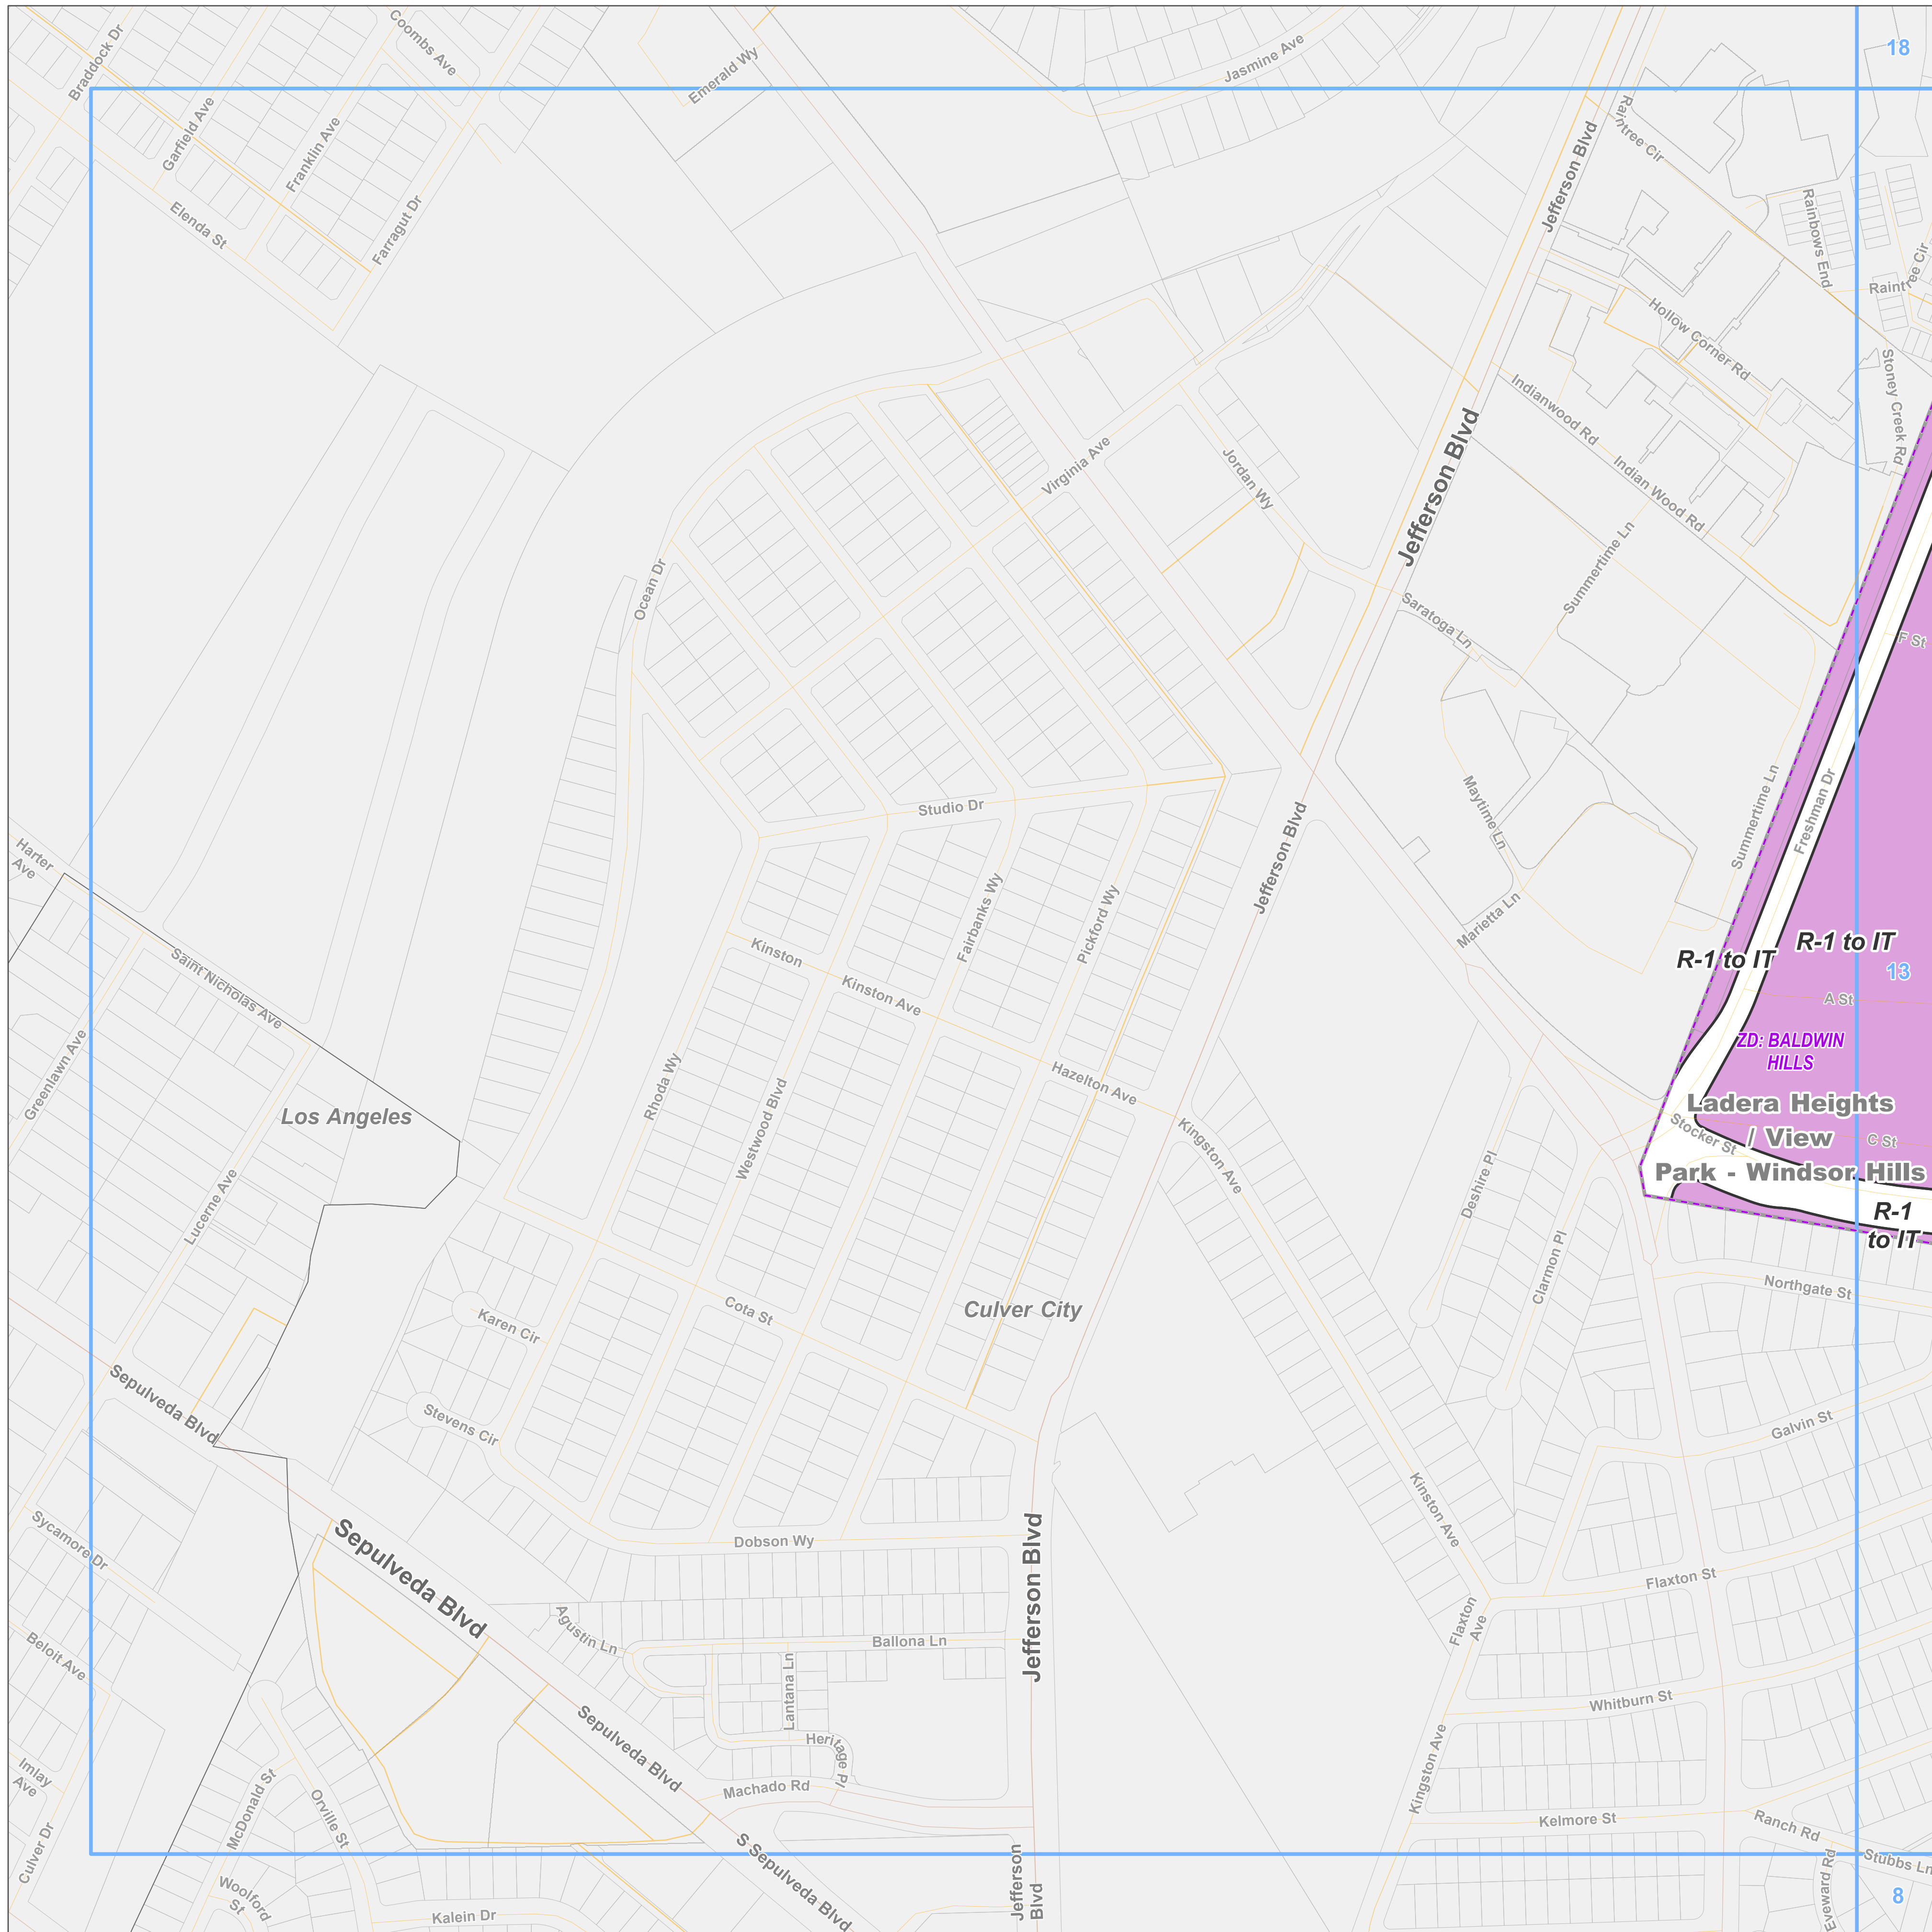 18
Braddock Dr
Coombs Ave
Emerald Wy
Jasmine Ave
Garfield Ave
Franklin Ave
Farragut Dr
Elenda St
Jefferson Blvd
Raintree Cir
Rainbows End
Raintree Cir
Hollow Corner Rd
Stoney Creek Rd
Indianwood Rd
Indian Wood Rd
Virginia Ave
Jordan Wy
Jefferson Blvd
Ocean Dr
Summertime Ln
Saratoga Ln
F St
Studio Dr
Maytime Ln
Summertime Ln
Freshman Dr
Jefferson Blvd
Harter
Ave
Saint Nicholas Ave
Fairbanks Wy
Pickford Wy
Marietta Ln
Kinston
Kinston Ave
R-1 to IT
R-1 to IT
13
A St
ZD: BALDWIN
HILLS
Greenlawn Ave
Los Angeles
Rhoda Wy
Westwood Blvd
Hazelton Ave
Kingston Ave
Deshire Pl
Stocker St
C St
Ladera Heights
/ View
Park - Windsor Hills
R-1
to IT
Lucerne Ave
Clarmon Pl
Northgate St
Karen Cir
Cota St
Culver City
Sepulveda Blvd
Stevens Cir
Galvin St
Kinston Ave
Sycamore Dr
Sepulveda Blvd
Dobson Wy
Jefferson Blvd
Flaxton St
Flaxton
Ave
Agustin Ln
Ballona Ln
Beloit Ave
Lantana Ln
Whitburn St
Sepulveda Blvd
Heritage Pl
Machado Rd
Kingston Ave
Imlay
Ave
McDonald St
Orville St
Kelmore St
Ranch Rd
Culver Dr
S Sepulveda Blvd
Jefferson
Blvd
Eveward Rd
Stubbs Ln
Woolford
St
Kalein Dr
8